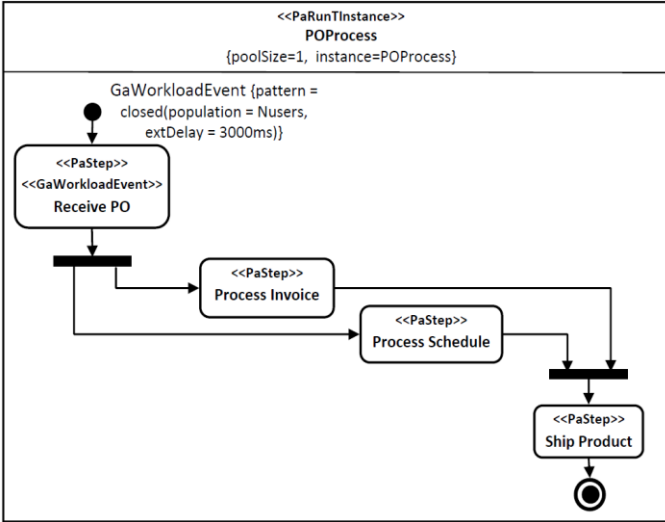 <<PaRunTInstance>>
POProcess
{poolSize=1, instance=POProcess}
GaWorkloadEvent {pattern =
closed(population = Nusers,
extDelay = 3000ms)}
<<PaStep>>
<<GaWorkloadEvent>>
Receive PO
<<PaStep>>
Process Invoice
<<PaStep>>
Process Schedule
<<PaStep>>
Ship Product